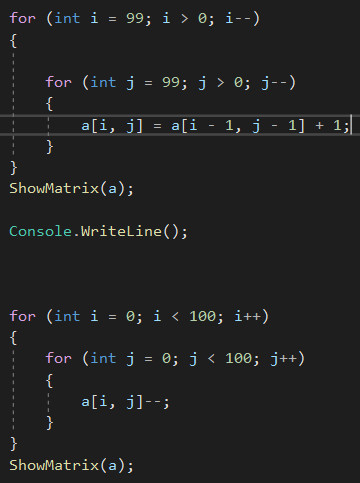 for (int i = 99; i > 0; i--)
{
for (int j = 99; j > 0; j--)
{
a[i, j] = a[i - 1, j - 1] + 1;
}
}
ShowMatrix(a);
Console.WriteLine();
for (int i = 0; i < 100; i++)
{
for (int j = 0; j < 100; j++)
{
a[i, j]--;
}
}
ShowMatrix(a);